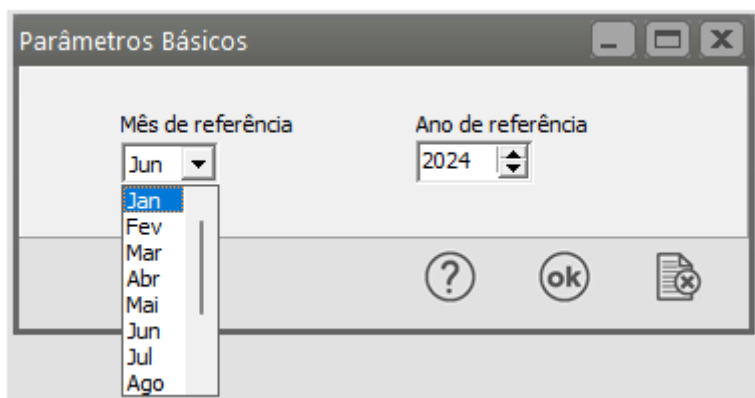 Parâmetros Básicos
Mês de referência
Ano de referência
Jun
2024
Jan
Fev
Mar
Abr
Mai
Jun
Jul
Ago
?
ok